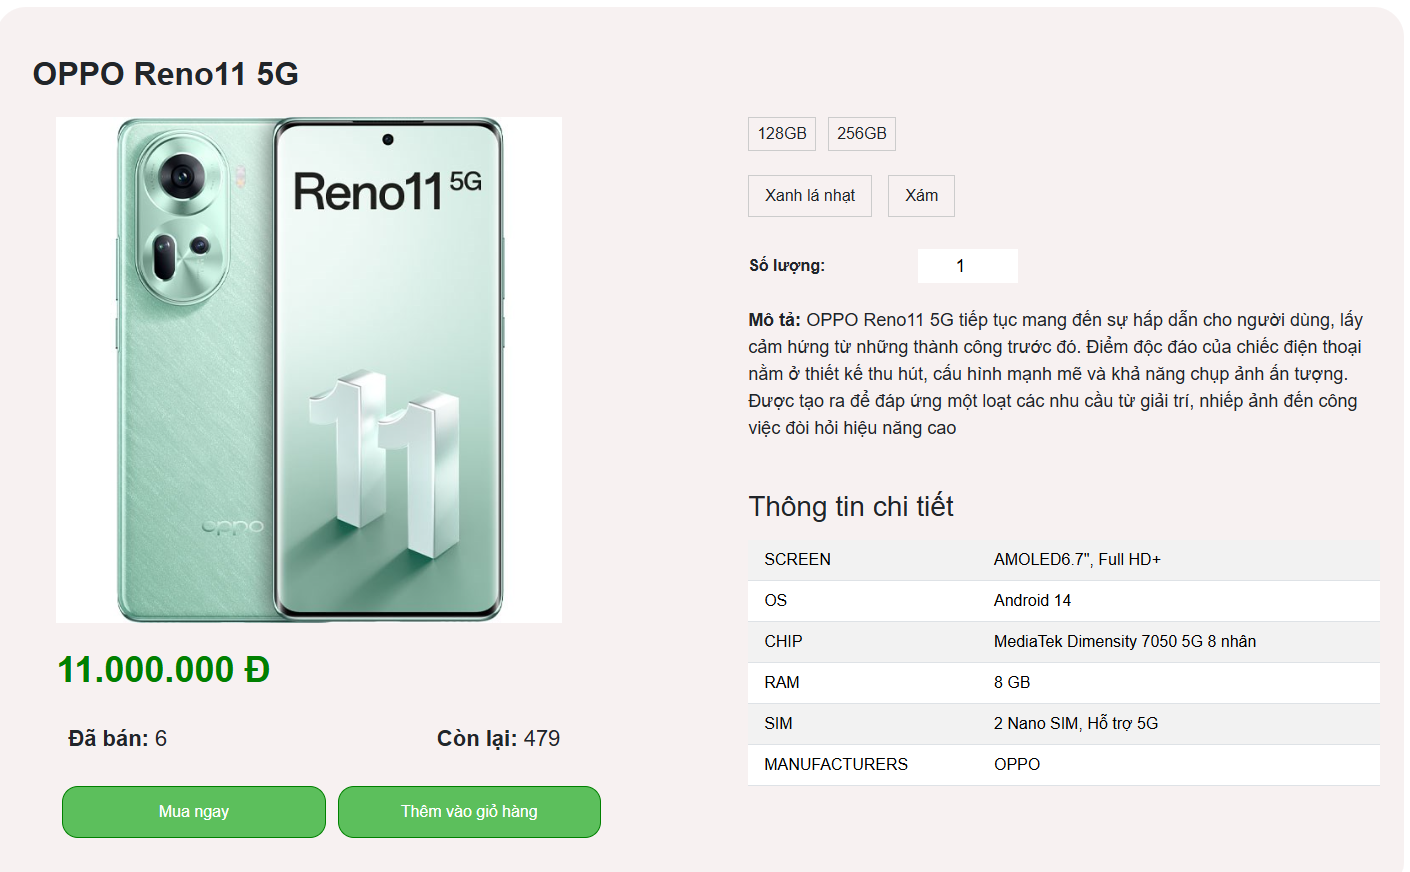 OPPO Reno11 5G
Reno11 5G
11
oppo
11.000.000 Đ
Đã bán: 6
Còn lại: 479
Mua ngay
Thêm vào giỏ hàng
128GB
256GB
Xanh lá nhạt
Xám
Số lượng:
1
Mô tả: OPPO Reno11 5G tiếp tục mang đến sự hấp dẫn cho người dùng, lấy
cảm hứng từ những thành công trước đó. Điểm độc đáo của chiếc điện thoại
nằm ở thiết kế thu hút, cấu hình mạnh mẽ và khả năng chụp ảnh ấn tượng.
Được tạo ra để đáp ứng một loạt các nhu cầu từ giải trí, nhiếp ảnh đến công
việc đòi hỏi hiệu năng cao
Thông tin chi tiết
SCREEN AMOLED6.7", Full HD+
OS Android 14
CHIP MediaTek Dimensity 7050 5G 8 nhân
RAM 8 GB
SIM 2 Nano SIM, Hỗ trợ 5G
MANUFACTURERS OPPO